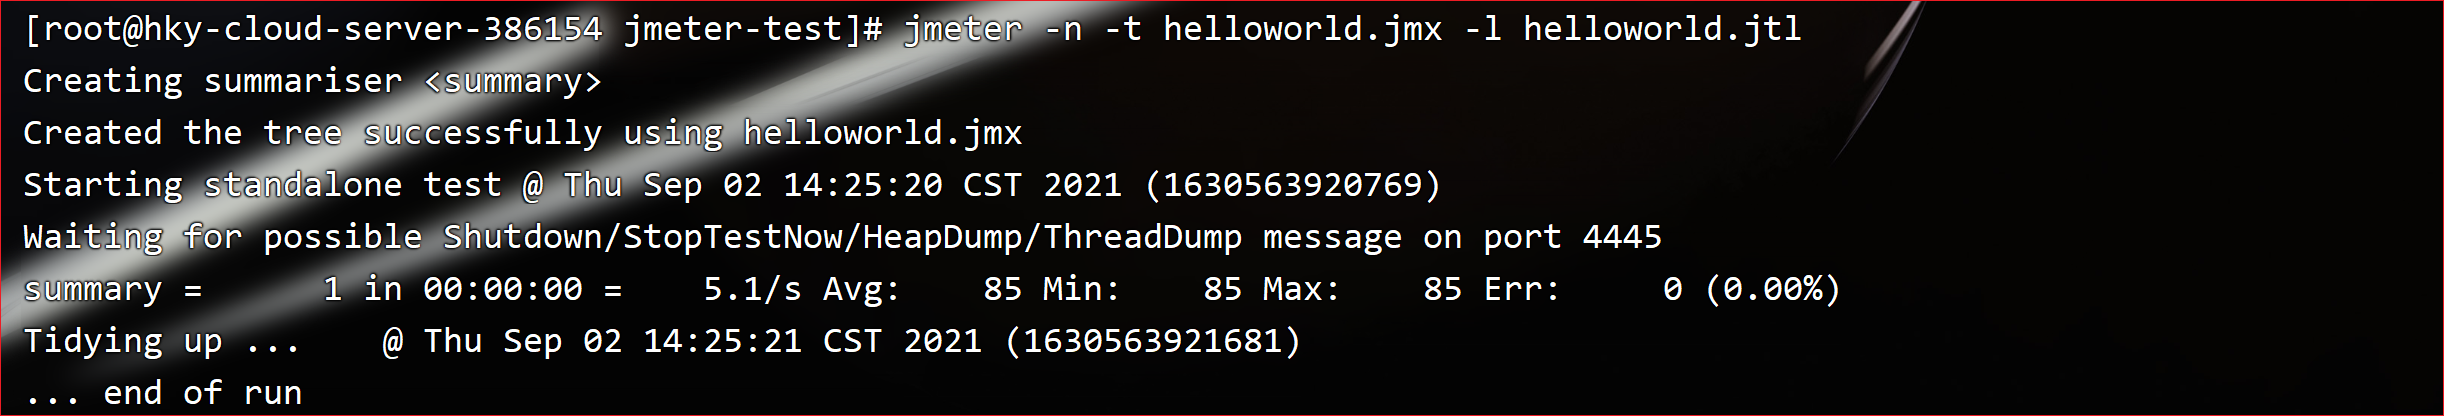 [root@hky-cloud-server-386154 jmeter-test]# jmeter -n -t helloworld.jmx -l helloworld.jtl
Creating summariser <summary>
Created the tree successfully using helloworld.jmx
Starting standalone test @ Thu Sep 02 14:25:20 CST 2021 (1630563920769)
Waiting for possible Shutdown/StopTestNow/HeapDump/ThreadDump message on port 4445
summary =      1 in 00:00:00 =    5.1/s Avg:    85 Min:    85 Max:    85 Err:     0 (0.00%)
Tidying up ...    @ Thu Sep 02 14:25:21 CST 2021 (1630563921681)
... end of run